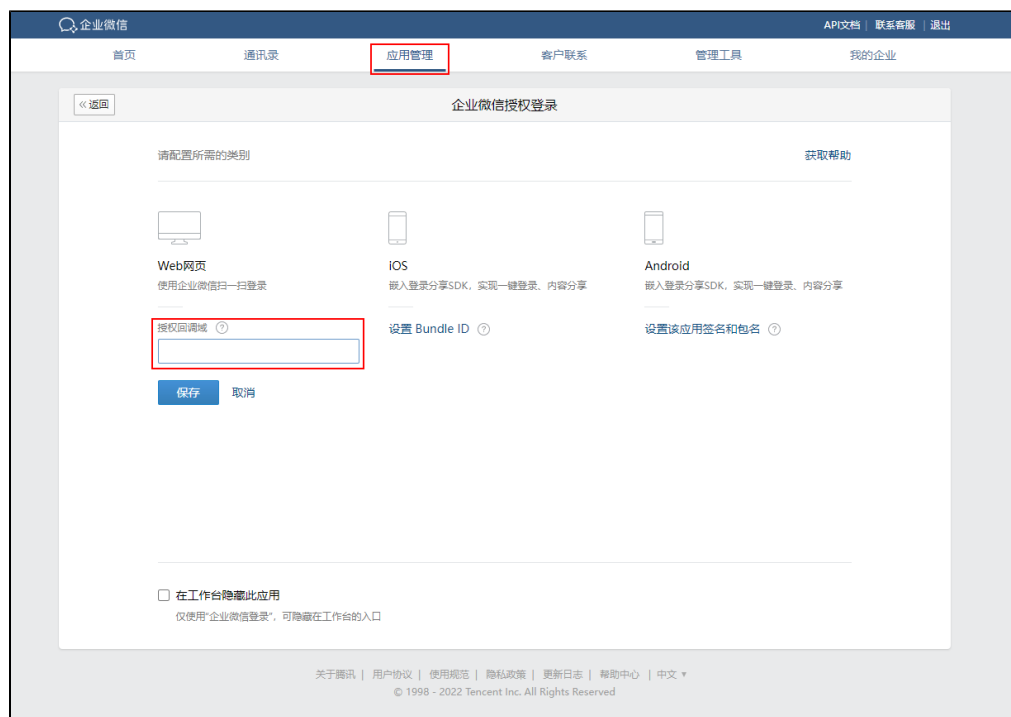 企业微信
API文档 | 联系客服 | 退出
首页 通讯录 应用管理 客户联系 管理工具 我的企业
«返回
企业微信授权登录
请配置所需的类别
获取帮助
Web网页 iOS Android
使用企业微信扫一扫登录 嵌入登录分享SDK，实现一键登录、内容分享 嵌入登录分享SDK，实现一键登录、内容分享
授权回调域 ? 设置 Bundle ID ? 设置该应用签名和包名 ?
保存 取消
在工作台隐藏此应用
仅使用"企业微信登录"，可隐藏在工作台的入口
关于腾讯 | 用户协议 | 使用规范 | 隐私政策 | 更新日志 | 帮助中心 | 中文 ▾
© 1998 - 2022 Tencent Inc. All Rights Reserved